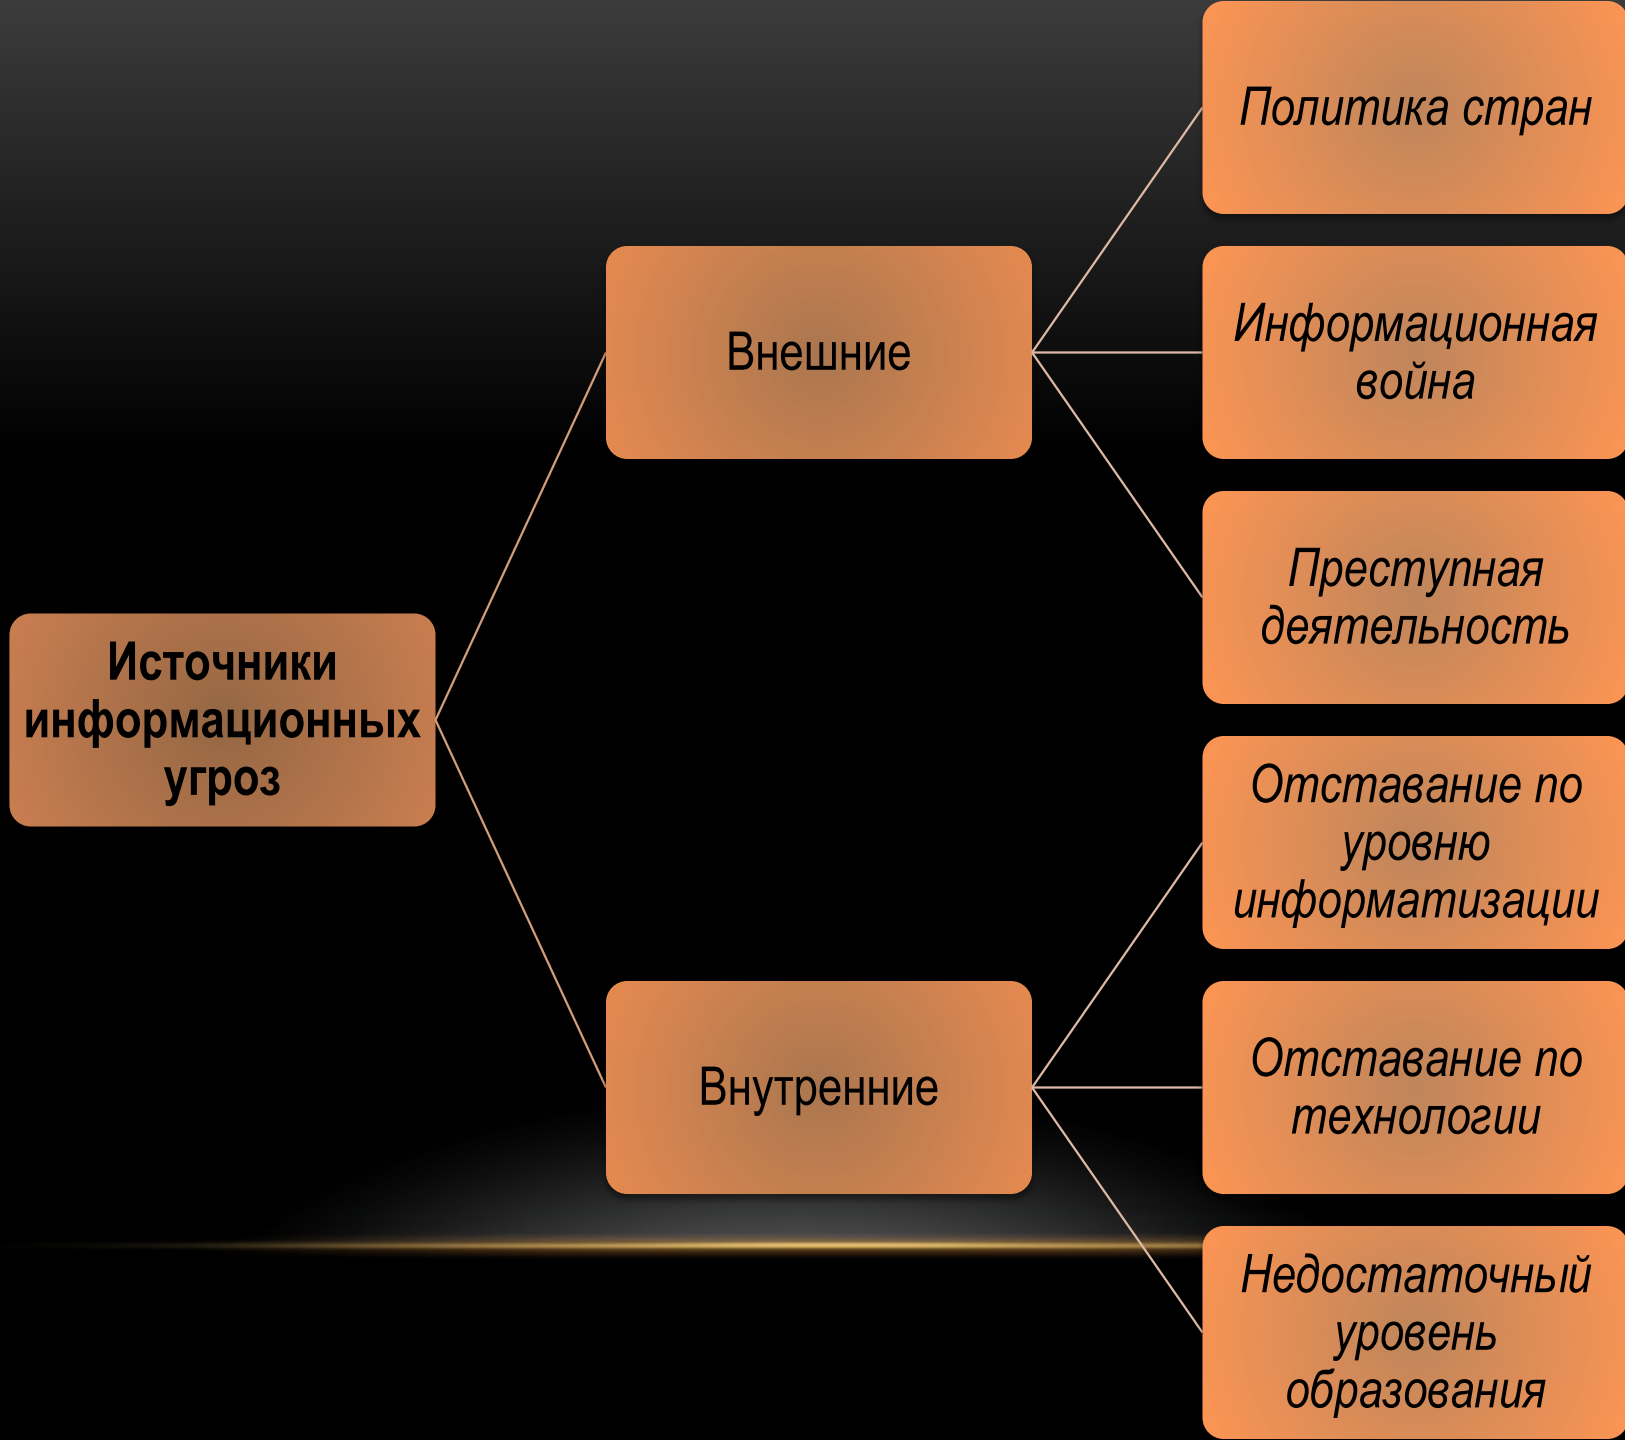 Источники
информационных
угроз
Внешние
Политика стран
Информационная
война
Преступная
деятельность
Внутренние
Отставание по
уровню
информатизации
Отставание по
технологии
Недостаточный
уровень
образования